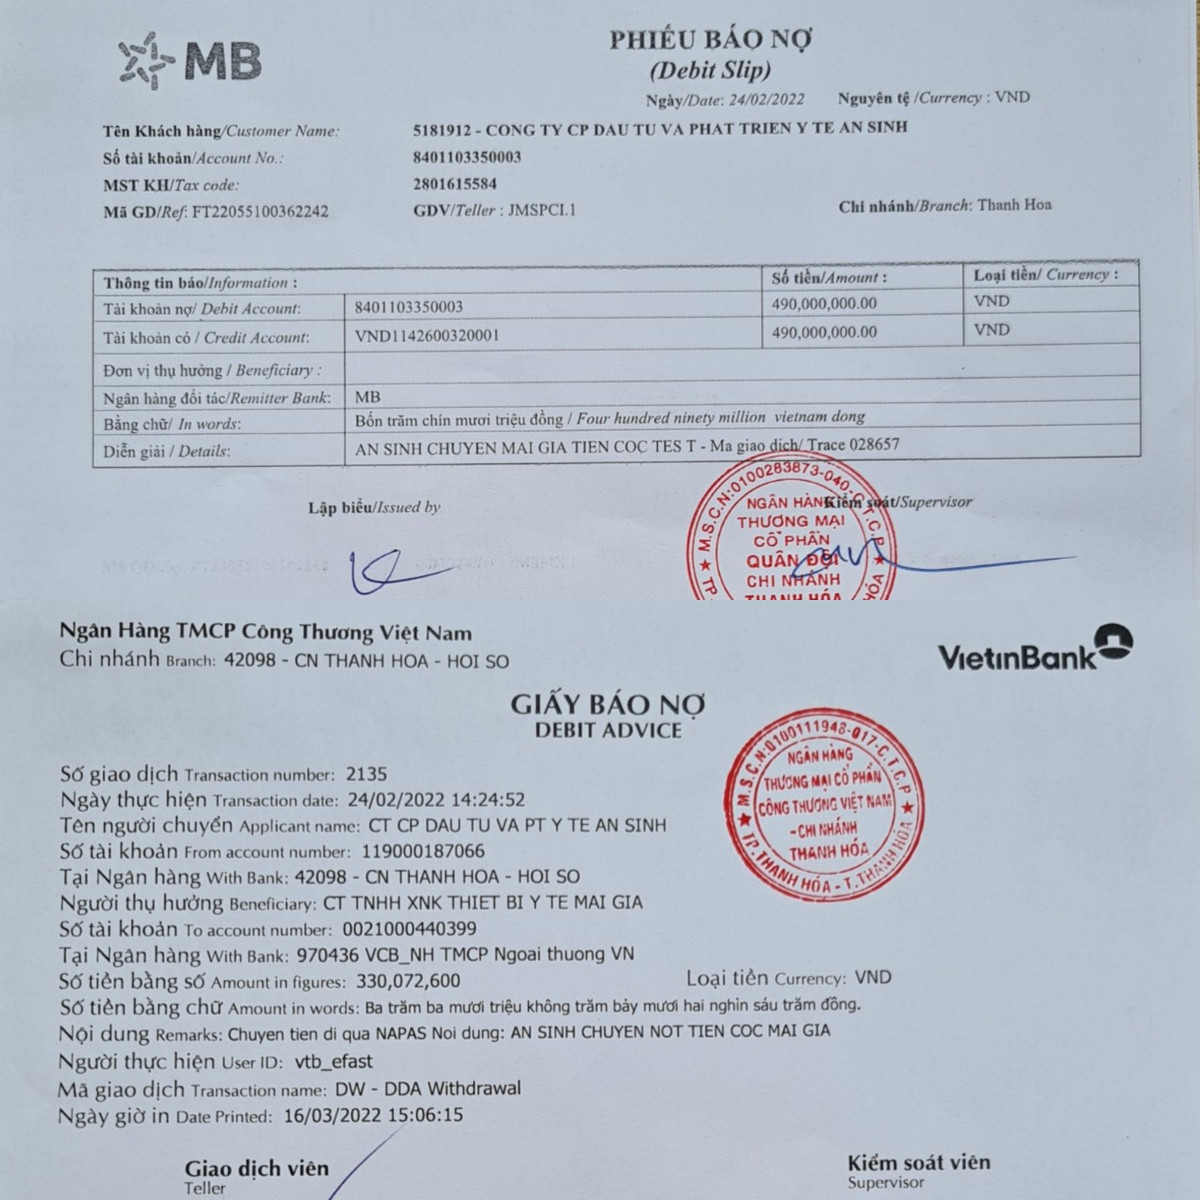 MB
PHIẾU BÁO NỢ
(Debit Slip)
Ngày/Date: 24/02/2022 Nguyên tệ /Currency : VND
Tên Khách hàng/Customer Name: 5181912 - CONG TY CP DAU TU VA PHAT TRIEN Y TE AN SINH
Số tài khoản/Account No.: 8401103350003
MST KH/Tax code: 2801615584
Mã GD/Ref: FT22055100362242 GDV/Teller : JMSPCI.1 Chi nhánh/Branch: Thanh Hoa
Thông tin báo/Information : Số tiền/Amount : Loại tiền/ Currency :
Tài khoản nợ/ Debit Account: 8401103350003 490,000,000.00 VND
Tài khoản có / Credit Account: VND1142600320001 490,000,000.00 VND
Đơn vị thụ hưởng / Beneficiary :
Ngân hàng đối tác/Remitter Bank: MB
Bằng chữ/ In words: Bốn trăm chín mươi triệu đồng / Four hundred ninety million vietnam dong
Diễn giải / Details: AN SINH CHUYEN MAI GIA TIEN COC TES T - Ma giao dich/ Trace 028657
Lập biểu/Issued by Kiểm soát/Supervisor
M.S.C.N:0100283873-040-C.T.C.P
NGÂN HÀNG
THƯƠNG MẠI
CỔ PHẦN
QUÂN ĐỘI
CHI NHÁNH
THANH HÓA
Ngân Hàng TMCP Công Thương Việt Nam
Chi nhánh Branch: 42098 - CN THANH HOA - HOI SO
VietinBank
GIẤY BÁO NỢ
DEBIT ADVICE
M.S.C.N:0100111948-017-C.T.C.P
NGÂN HÀNG
THƯƠNG MẠI CỔ PHẦN
CÔNG THƯƠNG VIỆT NAM
-CHI NHÁNH
THANH HÓA
TP.THANH HÓA - T.THANH HÓA
Số giao dịch Transaction number: 2135
Ngày thực hiện Transaction date: 24/02/2022 14:24:52
Tên người chuyển Applicant name: CT CP DAU TU VA PT Y TE AN SINH
Số tài khoản From account number: 119000187066
Tại Ngân hàng With Bank: 42098 - CN THANH HOA - HOI SO
Người thụ hưởng Beneficiary: CT TNHH XNK THIET BI Y TE MAI GIA
Số tài khoản To account number: 0021000440399
Tại Ngân hàng With Bank: 970436 VCB_NH TMCP Ngoai thuong VN
Số tiền bằng số Amount in figures: 330,072,600 Loại tiền Currency: VND
Số tiền bằng chữ Amount in words: Ba trăm ba mươi triệu không trăm bảy mươi hai nghìn sáu trăm đồng.
Nội dung Remarks: Chuyen tien di qua NAPAS Noi dung: AN SINH CHUYEN NOT TIEN COC MAI GIA
Người thực hiện User ID: vtb_efast
Mã giao dịch Transaction name: DW - DDA Withdrawal
Ngày giờ in Date Printed: 16/03/2022 15:06:15
Giao dịch viên Kiểm soát viên
Teller Supervisor